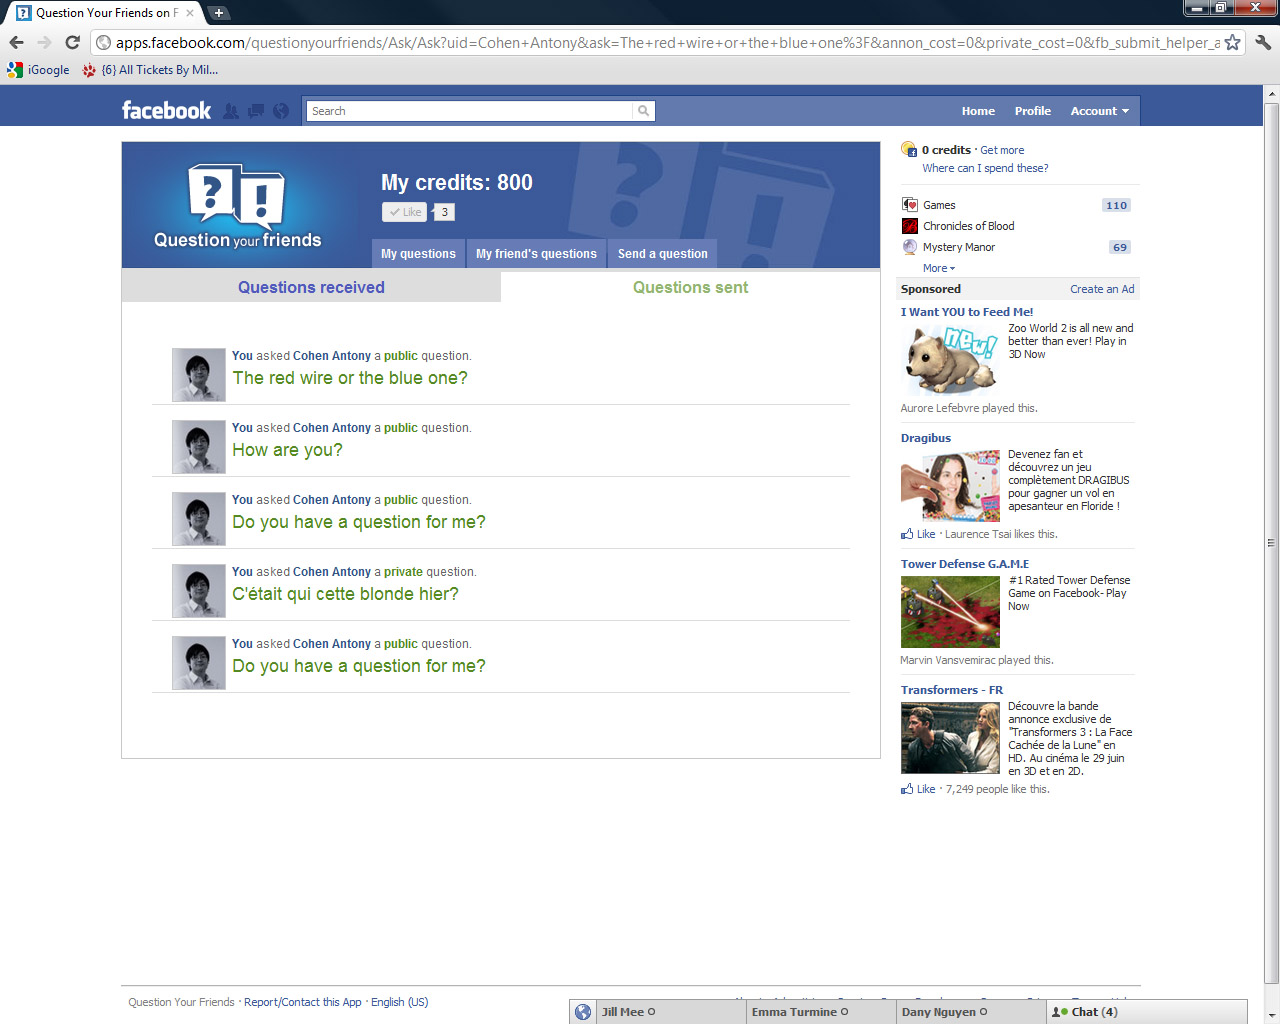 Question Your Friends on F
apps.facebook.com/questionyourfriends/Ask/Ask?uid=Cohen+Antony&ask=The+red+wire+or+the+blue+one%3F&annon_cost=0&private_cost=0&fb_submit_helper_a
iGoogle
{6} All Tickets By Mil...
facebook
Search
Home Profile Account
Question your friends
My credits: 800
Like 3
My questions My friend's questions Send a question
Questions received
Questions sent
You asked Cohen Antony a public question.
The red wire or the blue one?
You asked Cohen Antony a public question.
How are you?
You asked Cohen Antony a public question.
Do you have a question for me?
You asked Cohen Antony a private question.
C'était qui cette blonde hier?
You asked Cohen Antony a public question.
Do you have a question for me?
0 credits · Get more
Where can I spend these?
Games 110
Chronicles of Blood
Mystery Manor 69
More
Sponsored Create an Ad
I Want YOU to Feed Me!
new!
Zoo World 2 is all new and
better than ever! Play in
3D Now
Aurore Lefebvre played this.
Dragibus
Devenez fan et
découvrez un jeu
complètement DRAGIBUS
pour gagner un vol en
apesanteur en Floride !
Like · Laurence Tsai likes this.
Tower Defense G.A.M.E
#1 Rated Tower Defense
Game on Facebook- Play
Now
Marvin Vansvemirac played this.
Transformers - FR
Découvre la bande
annonce exclusive de
"Transformers 3 : La Face
Cachée de la Lune" en
HD. Au cinéma le 29 juin
en 3D et en 2D.
Like · 7,249 people like this.
Question Your Friends · Report/Contact this App · English (US)
Jill Mee
Emma Turmine
Dany Nguyen
Chat (4)